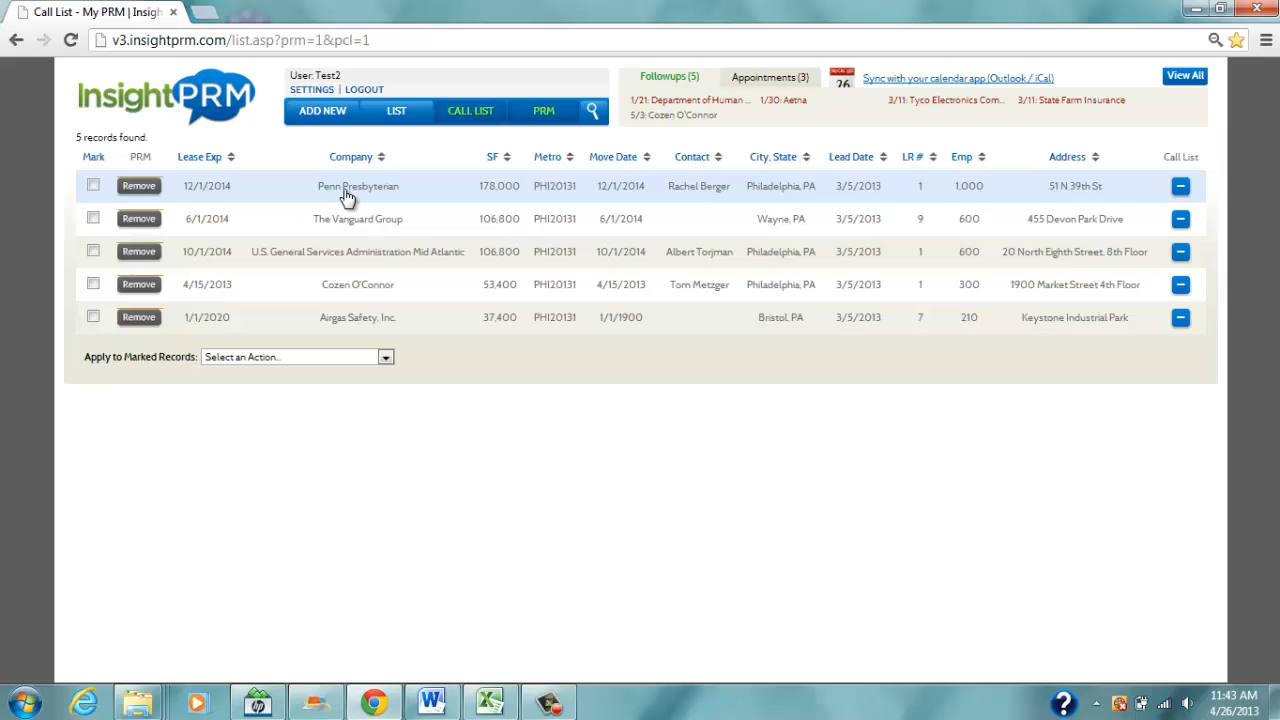 Call List - My PRM | Insigh
v3.insightprm.com/list.asp?prm=1&pcl=1
InsightPRM
User: Test2
SETTINGS | LOGOUT
ADD NEW LIST CALL LIST PRM
Followups (5) Appointments (3) 26 Sync with your calendar app (Outlook / iCal) View All
1/21: Department of Human ... 1/30: Aetna 3/11: Tyco Electronics Com... 3/11: State Farm Insurance
5/3: Cozen O'Connor
5 records found.
Mark PRM Lease Exp Company SF Metro Move Date Contact City, State Lead Date LR # Emp Address Call List
Remove 12/1/2014 Penn Presbyterian 178,000 PHI20131 12/1/2014 Rachel Berger Philadelphia, PA 3/5/2013 1 1,000 51 N 39th St
Remove 6/1/2014 The Vanguard Group 106,800 PHI20131 6/1/2014 Wayne, PA 3/5/2013 9 600 455 Devon Park Drive
Remove 10/1/2014 U.S. General Services Administration Mid Atlantic 106,800 PHI20131 10/1/2014 Albert Torjman Philadelphia, PA 3/5/2013 1 600 20 North Eighth Street, 8th Floor
Remove 4/15/2013 Cozen O'Connor 53,400 PHI20131 4/15/2013 Tom Metzger Philadelphia, PA 3/5/2013 1 300 1900 Market Street 4th Floor
Remove 1/1/2020 Airgas Safety, Inc. 37,400 PHI20131 1/1/1900 Bristol, PA 3/5/2013 7 210 Keystone Industrial Park
Apply to Marked Records: Select an Action...
11:43 AM
4/26/2013